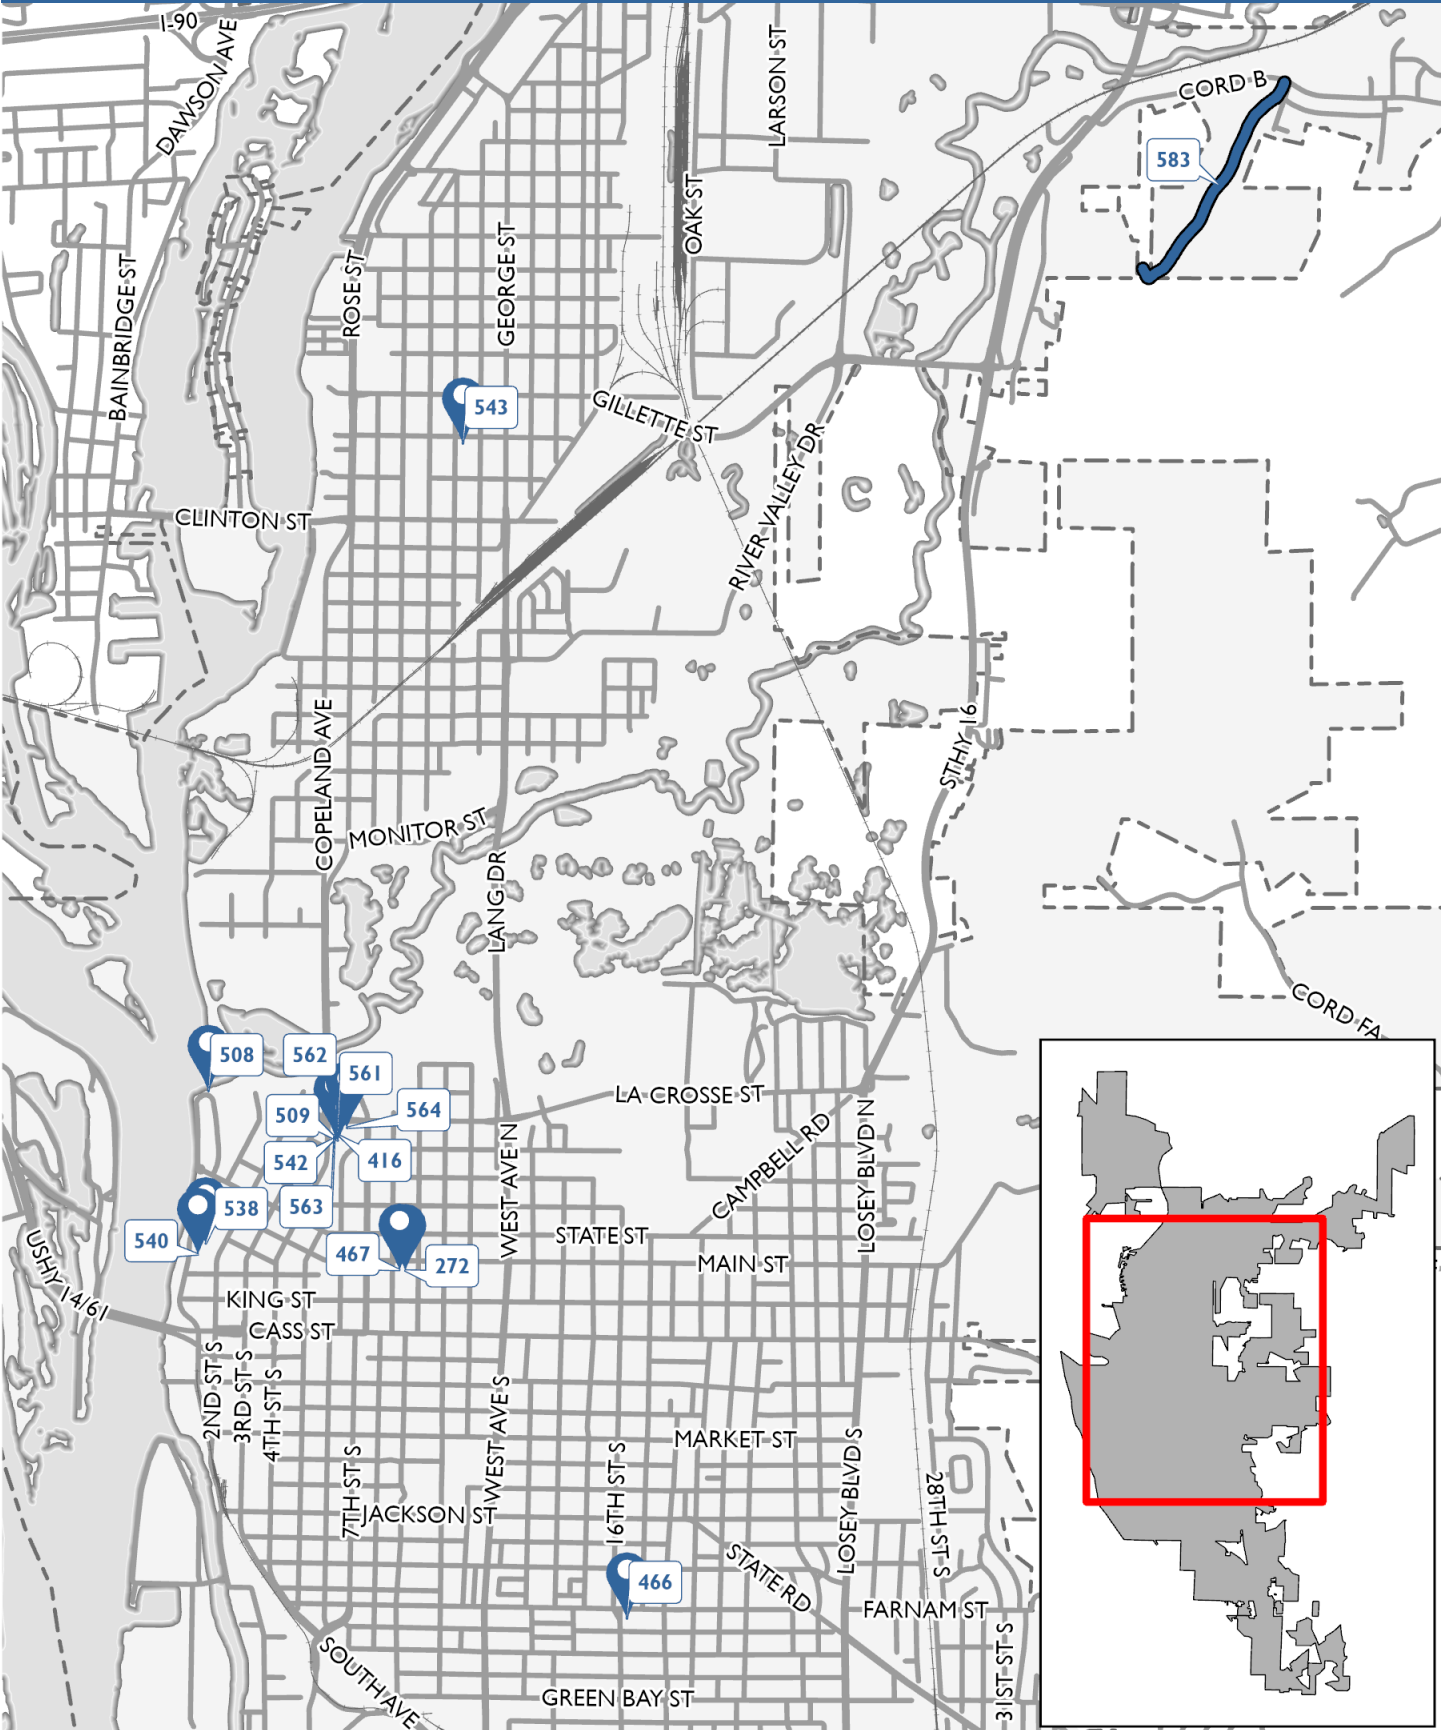 I-90
DAWSON AVE
LARSON ST
CORD B
583
OAK ST
BAINBRIDGE ST
ROSE ST
GEORGE ST
543
GILLETTE ST
RIVER VALLEY DR
CLINTON ST
STHY 16
COPELAND AVE
MONITOR ST
LANG DR
CORD FA
508
562
561
509
564
LA CROSSE ST
542
416
CAMPBELL RD
LOSEY BLVD N
WEST AVE N
538
563
540
467
272
STATE ST
MAIN ST
USHY 14/61
KING ST
CASS ST
2ND ST S
3RD ST S
4TH ST S
7TH ST S
WEST AVE S
16TH ST S
MARKET ST
LOSEY BLVD S
28TH ST S
JACKSON ST
466
STATE RD
FARNAM ST
31ST ST S
SOUTH AVE
GREEN BAY ST